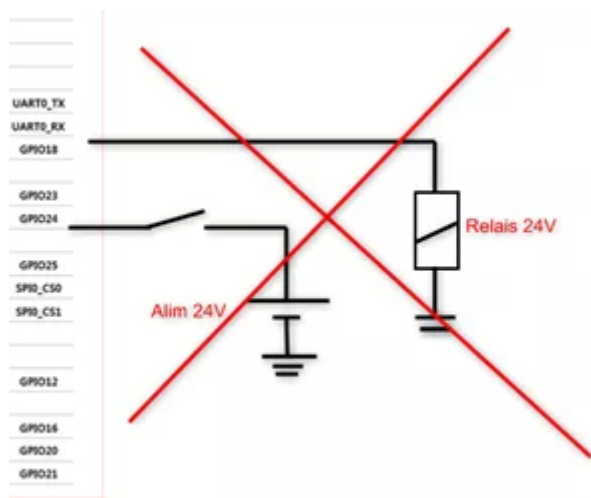 UART0_TX
UART0_RX
GPIO18
GPIO23
GPIO24
GPIO25
SPI0_CS0
SPI0_CS1
GPIO12
GPIO16
GPIO20
GPIO21
Relais 24V
Alim 24V